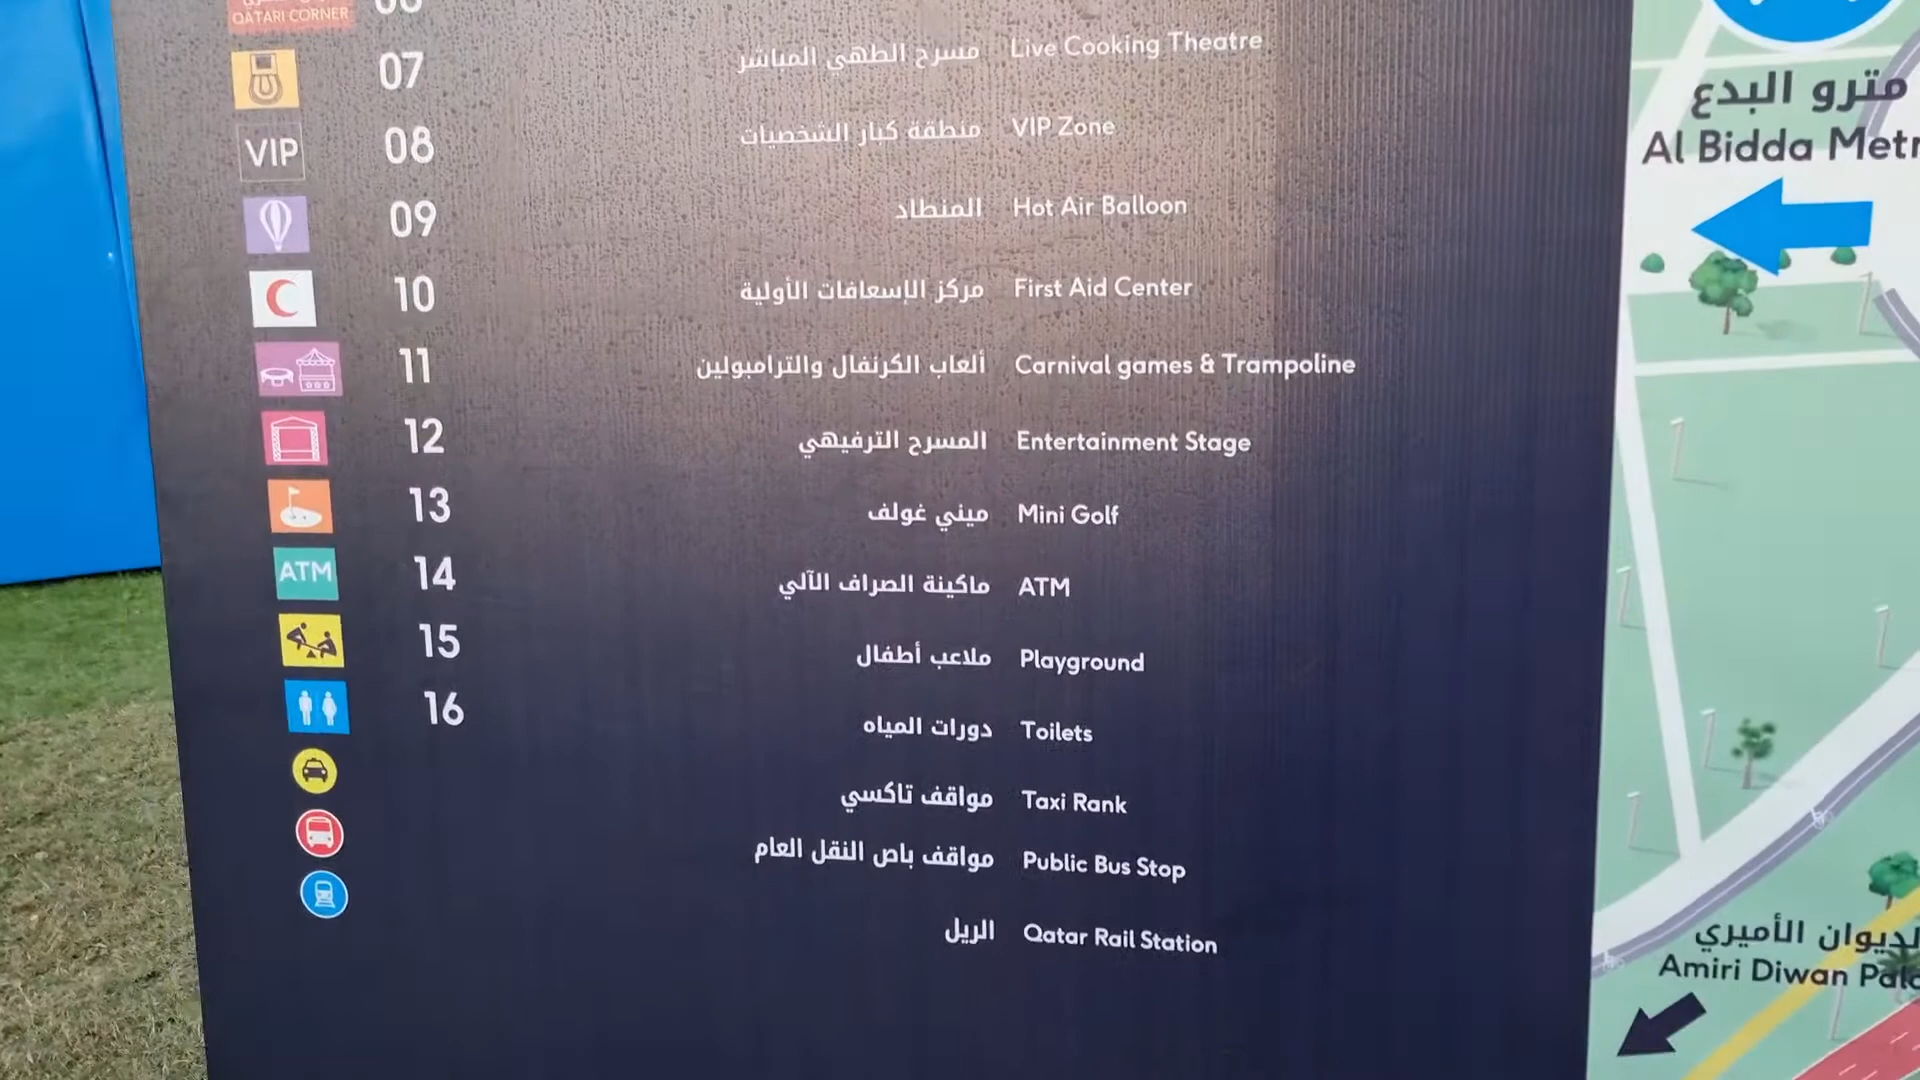 QATARI CORNER
07 مسرح الطهي المباشر Live Cooking Theatre
VIP 08 منطقة كبار الشخصيات VIP Zone
09 المنطاد Hot Air Balloon
10 مركز الإسعافات الأولية First Aid Center
11 ألعاب الكرنفال والترامبولين Carnival games & Trampoline
12 المسرح الترفيهي Entertainment Stage
13 ميني غولف Mini Golf
ATM 14 ماكينة الصراف الآلي ATM
15 ملاعب أطفال Playground
16 دورات المياه Toilets
مواقف تاكسي Taxi Rank
مواقف باص النقل العام Public Bus Stop
الريل Qatar Rail Station
مترو البدع
Al Bidda Metr
لديوان الأميري
Amiri Diwan Pala